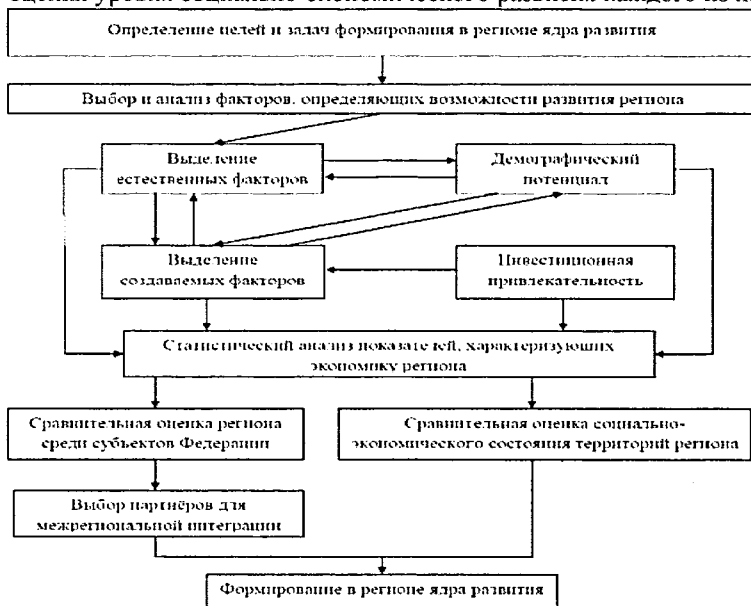 Определение целей и задач формирования в регионе ядра развития
Выбор и анализ факторов, определяющих возможности развития региона
Выделение
естественных факторов
Демографический
потенциал
Выделение
создаваемых факторов
Инвестиционная
привлекательность
Статистический анализ показателей, характеризующих
экономику региона
Сравнительная оценка региона
среди субъектов Федерации
Сравнительная оценка социально-
экономического состояния территорий региона
Выбор партнёров для
межрегиональной интеграции
Формирование в регионе ядра развития